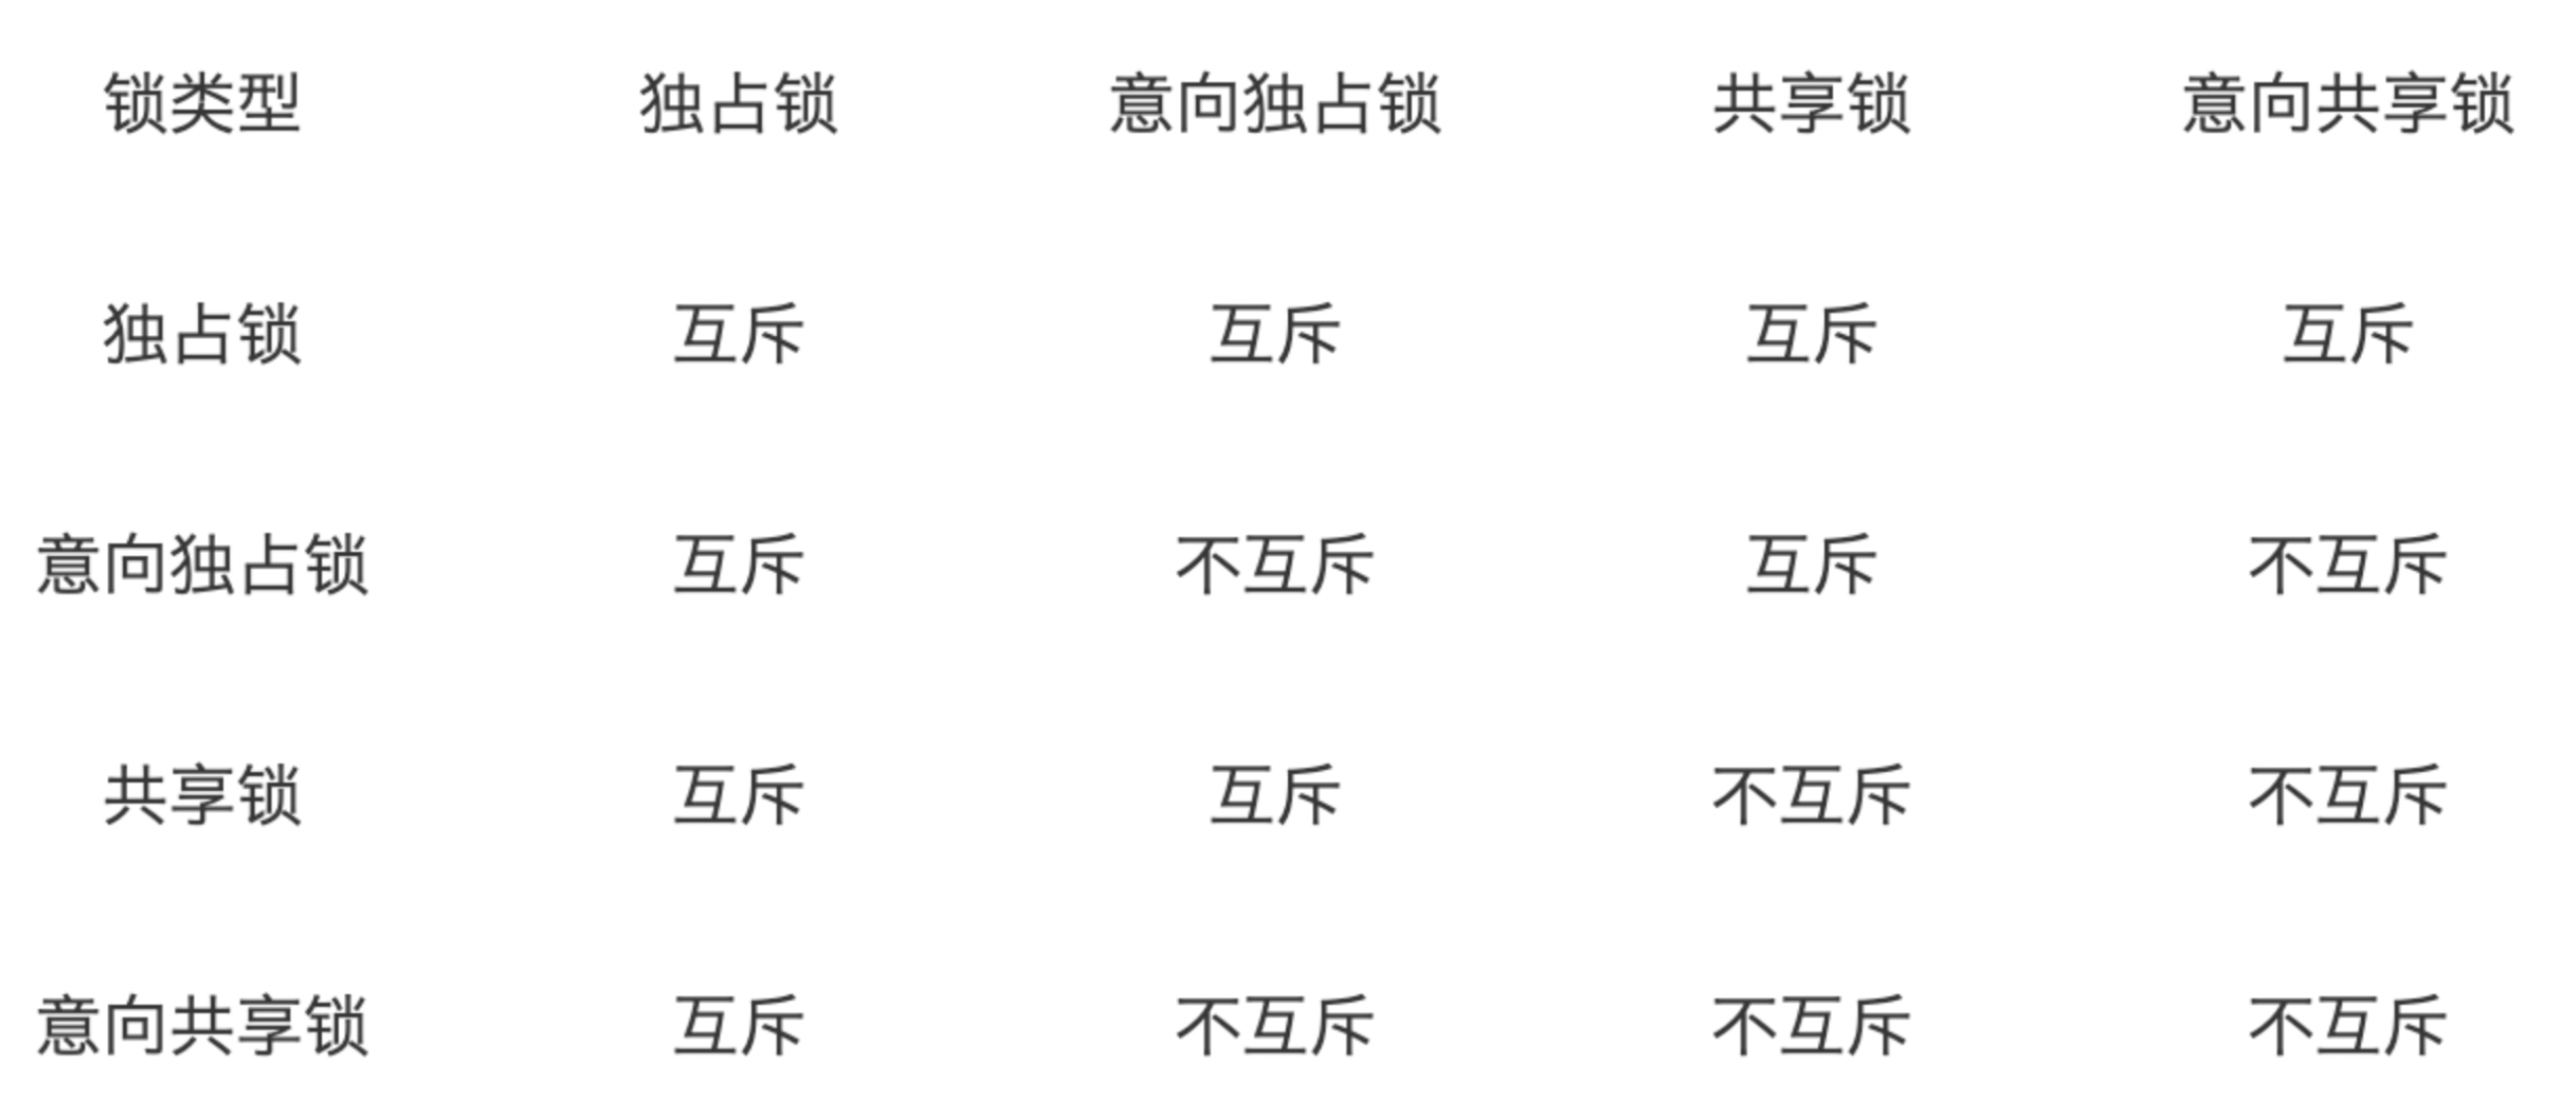 锁类型 独占锁 意向独占锁 共享锁 意向共享锁
独占锁 互斥 互斥 互斥 互斥
意向独占锁 互斥 不互斥 互斥 不互斥
共享锁 互斥 互斥 不互斥 不互斥
意向共享锁 互斥 不互斥 不互斥 不互斥